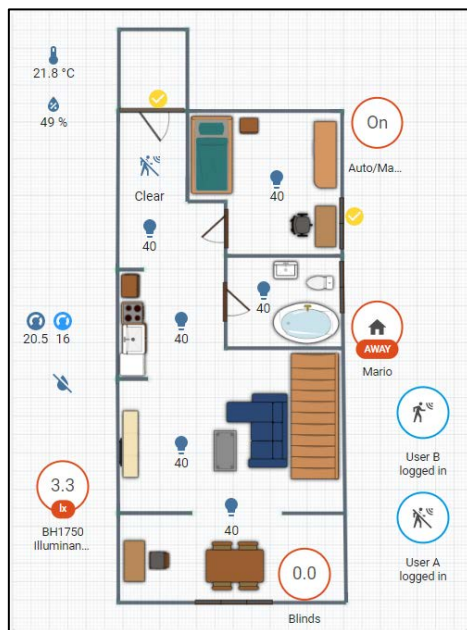 21.8 °C
49 %
On
Auto/Ma...
Clear
40
40
40
20.5 16
40
AWAY
Mario
40
User B
logged in
3.3
lx
BH1750
Illuminan...
40
User A
logged in
0.0
Blinds